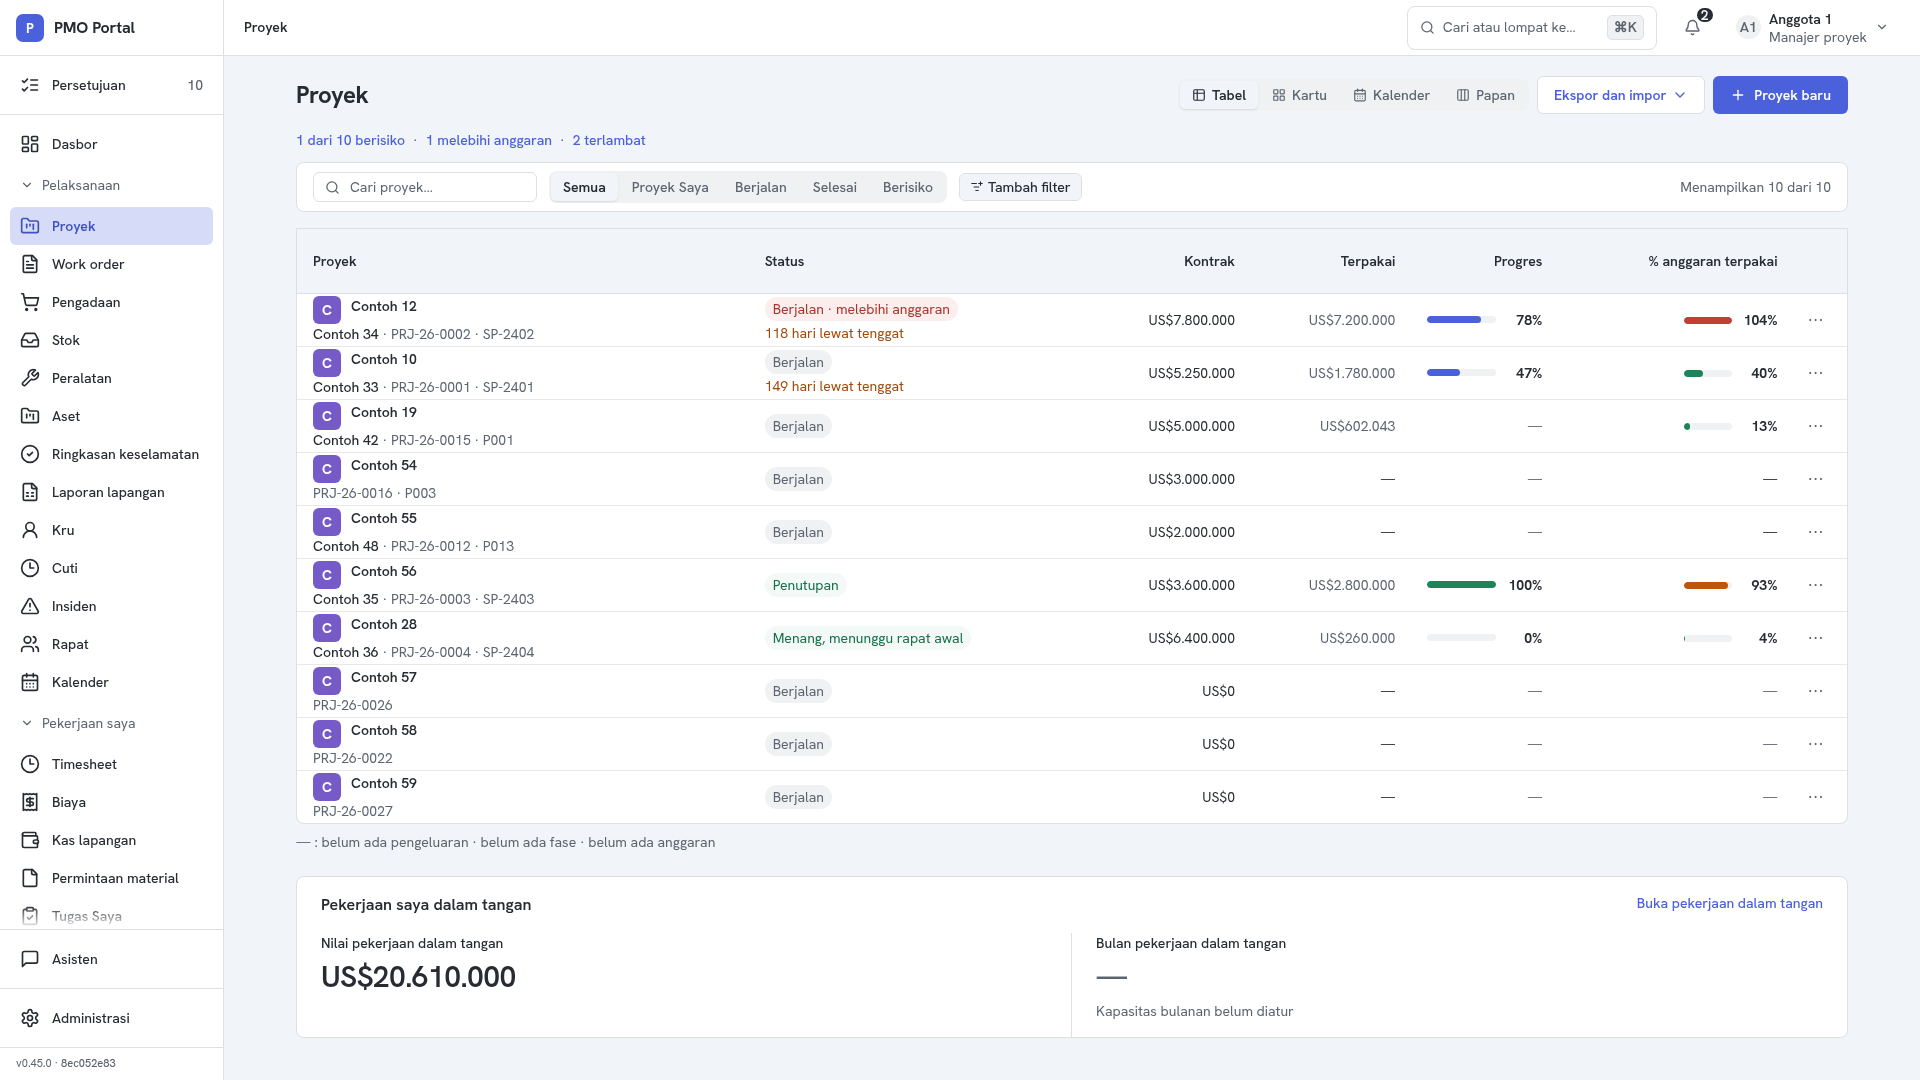 P PMO Portal
Proyek
Cari atau lompat ke...
⌘K
2
A1
Anggota 1
Manajer proyek
Persetujuan 10
Dasbor
Pelaksanaan
Proyek
Work order
Pengadaan
Stok
Peralatan
Aset
Ringkasan keselamatan
Laporan lapangan
Kru
Cuti
Insiden
Rapat
Kalender
Pekerjaan saya
Timesheet
Biaya
Kas lapangan
Permintaan material
Tugas Saya
Asisten
Administrasi
v0.45.0 · 8ec052e83
Proyek
Tabel Kartu Kalender Papan
Ekspor dan impor
Proyek baru
1 dari 10 berisiko · 1 melebihi anggaran · 2 terlambat
Cari proyek...
Semua Proyek Saya Berjalan Selesai Berisiko
Tambah filter
Menampilkan 10 dari 10
Proyek Status Kontrak Terpakai Progres % anggaran terpakai
C Contoh 12
Contoh 34 · PRJ-26-0002 · SP-2402
Berjalan · melebihi anggaran
118 hari lewat tenggat
US$7.800.000 US$7.200.000 78% 104% ...
C Contoh 10
Contoh 33 · PRJ-26-0001 · SP-2401
Berjalan
149 hari lewat tenggat
US$5.250.000 US$1.780.000 47% 40% ...
C Contoh 19
Contoh 42 · PRJ-26-0015 · P001
Berjalan US$5.000.000 US$602.043 — 13% ...
C Contoh 54
PRJ-26-0016 · P003
Berjalan US$3.000.000 — — — ...
C Contoh 55
Contoh 48 · PRJ-26-0012 · P013
Berjalan US$2.000.000 — — — ...
C Contoh 56
Contoh 35 · PRJ-26-0003 · SP-2403
Penutupan US$3.600.000 US$2.800.000 100% 93% ...
C Contoh 28
Contoh 36 · PRJ-26-0004 · SP-2404
Menang, menunggu rapat awal US$6.400.000 US$260.000 0% 4% ...
C Contoh 57
PRJ-26-0026
Berjalan US$0 — — — ...
C Contoh 58
PRJ-26-0022
Berjalan US$0 — — — ...
C Contoh 59
PRJ-26-0027
Berjalan US$0 — — — ...
— : belum ada pengeluaran · belum ada fase · belum ada anggaran
Pekerjaan saya dalam tangan
Buka pekerjaan dalam tangan
Nilai pekerjaan dalam tangan
US$20.610.000
Bulan pekerjaan dalam tangan
—
Kapasitas bulanan belum diatur